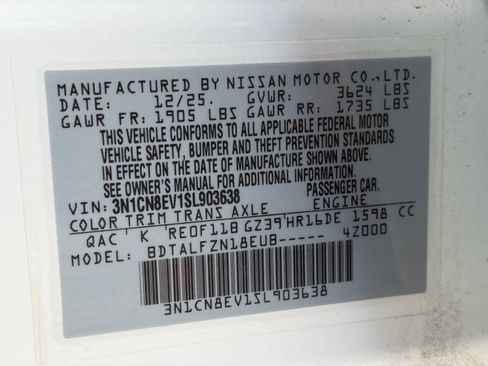 MANUFACTURED BY NISSAN MOTOR CO.,LTD.
DATE: 12/25. GVWR: 3624 LBS
GAWR FR: 1905 LBS GAWR RR: 1735 LBS
THIS VEHICLE CONFORMS TO ALL APPLICABLE FEDERAL MOTOR
VEHICLE SAFETY, BUMPER AND THEFT PREVENTION STANDARDS
IN EFFECT ON THE DATE OF MANUFACTURE SHOWN ABOVE.
SEE OWNER'S MANUAL FOR ADDITIONAL INFORMATION.
VIN: 3N1CN8EV1SL903638 PASSENGER CAR
COLOR TRIM TRANS AXLE ENGINE
QAC K RE0F11B GZ39 HR16DE 1598 CC
MODEL: BDTALFZN18EUB----- 4Z000
3N1CN8EV1SL903638